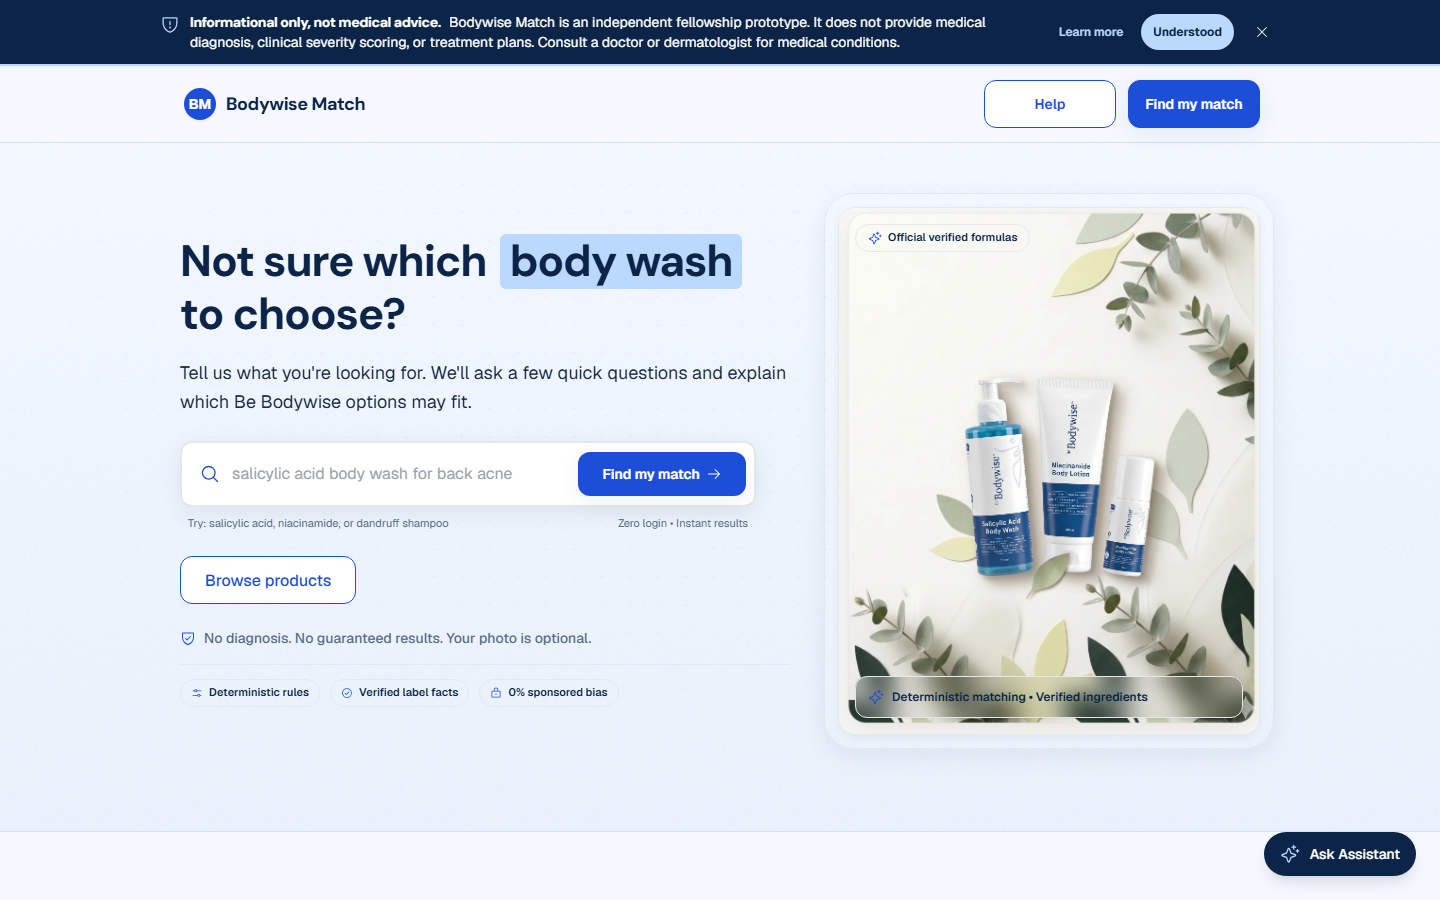 Informational only, not medical advice. Bodywise Match is an independent fellowship prototype. It does not provide medical
diagnosis, clinical severity scoring, or treatment plans. Consult a doctor or dermatologist for medical conditions.
Learn more
Understood
BM Bodywise Match
Help
Find my match
Not sure which body wash
to choose?
Tell us what you're looking for. We'll ask a few quick questions and explain
which Be Bodywise options may fit.
salicylic acid body wash for back acne
Find my match
Try: salicylic acid, niacinamide, or dandruff shampoo
Zero login • Instant results
Browse products
No diagnosis. No guaranteed results. Your photo is optional.
Deterministic rules
Verified label facts
0% sponsored bias
Official verified formulas
Bodywise
Salicylic Acid
Body Wash
Bodywise
Niacinamide
Body Lotion
Bodywise
Deterministic matching • Verified ingredients
Ask Assistant